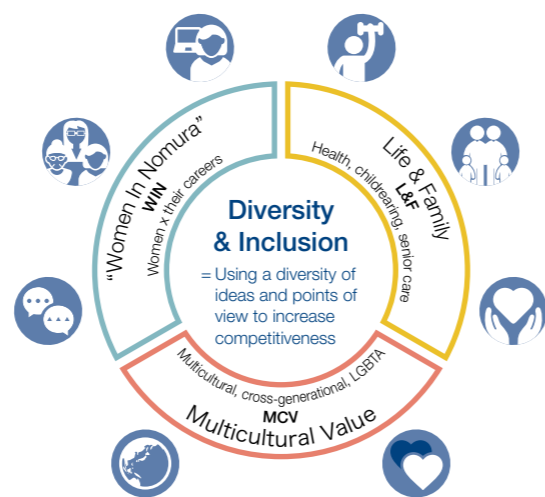 “Women In Nomura”
WIN
Women x their careers
Life & Family
L&F
Health, childrearing, senior care
Diversity
& Inclusion
= Using a diversity of
ideas and points of
view to increase
competitiveness
Multicultural, cross-generational, LGBTA
MCV
Multicultural Value